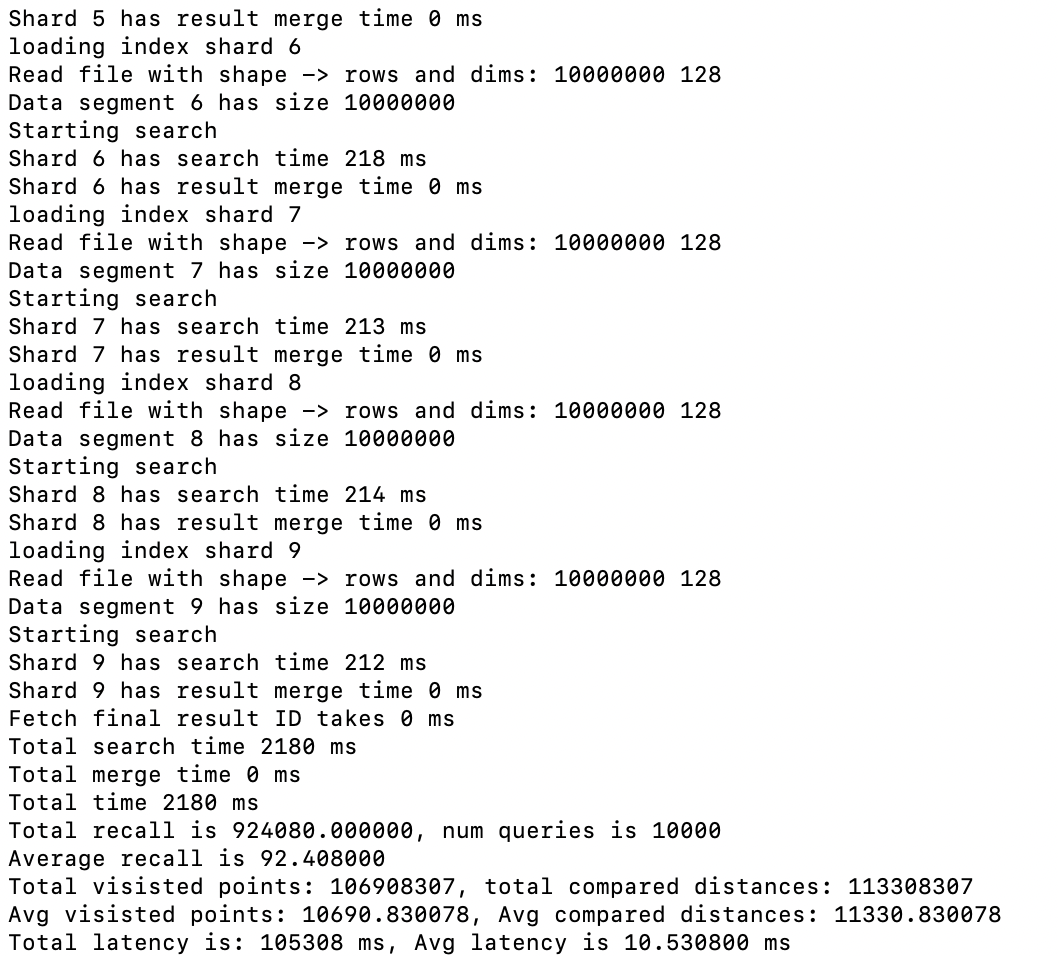 Shard 5 has result merge time 0 ms
loading index shard 6
Read file with shape -> rows and dims: 10000000 128
Data segment 6 has size 10000000
Starting search
Shard 6 has search time 218 ms
Shard 6 has result merge time 0 ms
loading index shard 7
Read file with shape -> rows and dims: 10000000 128
Data segment 7 has size 10000000
Starting search
Shard 7 has search time 213 ms
Shard 7 has result merge time 0 ms
loading index shard 8
Read file with shape -> rows and dims: 10000000 128
Data segment 8 has size 10000000
Starting search
Shard 8 has search time 214 ms
Shard 8 has result merge time 0 ms
loading index shard 9
Read file with shape -> rows and dims: 10000000 128
Data segment 9 has size 10000000
Starting search
Shard 9 has search time 212 ms
Shard 9 has result merge time 0 ms
Fetch final result ID takes 0 ms
Total search time 2180 ms
Total merge time 0 ms
Total time 2180 ms
Total recall is 924080.000000, num queries is 10000
Average recall is 92.408000
Total visisted points: 106908307, total compared distances: 113308307
Avg visisted points: 10690.830078, Avg compared distances: 11330.830078
Total latency is: 105308 ms, Avg latency is 10.530800 ms